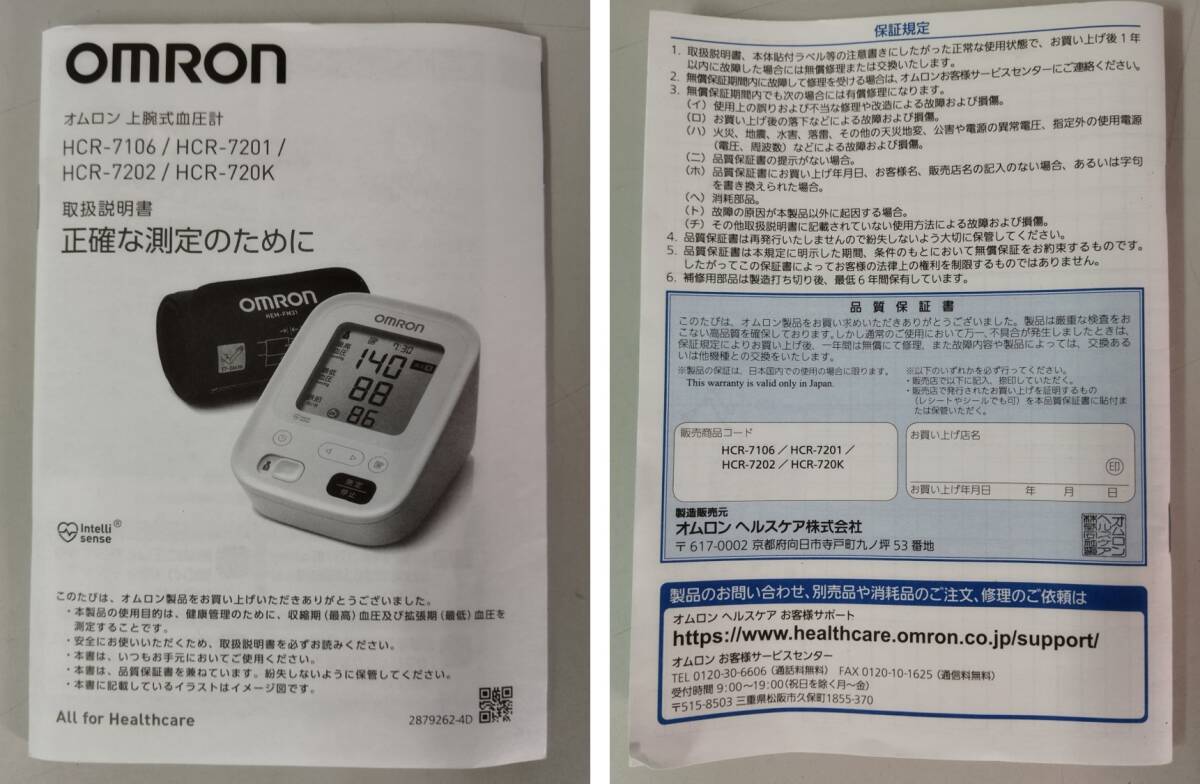 OMRON
オムロン 上腕式血圧計
HCR-7106 / HCR-7201 /
HCR-7202 / HCR-720K
取扱説明書
正確な測定のために
OMRON
HEM-FM31
OMRON
7:30
140
88
86
測定
停止
Intelli®
sense
このたびは、オムロン製品をお買い上げいただきありがとうございました。
・本製品の使用目的は、健康管理のために、収縮期(最高)血圧及び拡張期(最低)血圧を
測定することです。
・安全にお使いいただくため、取扱説明書を必ずお読みください。
・本書は、いつもお手元においてご使用ください。
・本書は、品質保証書を兼ねています。紛失しないように保管してください。
・本書に記載しているイラストはイメージ図です。
All for Healthcare
2879262-4D
保証規定
1. 取扱説明書、本体貼付ラベル等の注意書きにしたがった正常な使用状態で、お買い上げ後1年
以内に故障した場合には無償修理または交換いたします。
2. 無償保証期間内に故障して修理を受ける場合は、オムロンお客様サービスセンターにご連絡ください。
3. 無償保証期間内でも次の場合には有償修理になります。
(イ) 使用上の誤りおよび不当な修理や改造による故障および損傷。
(ロ) お買い上げ後の落下などによる故障および損傷。
(ハ) 火災、地震、水害、落雷、その他の天災地変、公害や電源の異常電圧、指定外の使用電源
(電圧、周波数)などによる故障および損傷。
(ニ) 品質保証書の提示がない場合。
(ホ) 品質保証書にお買い上げ年月日、お客様名、販売店名の記入のない場合、あるいは字句
を書き換えられた場合。
(ヘ) 消耗部品。
(ト) 故障の原因が本製品以外に起因する場合。
(チ) その他取扱説明書に記載されていない使用方法による故障および損傷。
4. 品質保証書は再発行いたしませんので紛失しないよう大切に保管してください。
5. 品質保証書は本規定に明示した期間、条件のもとにおいて無償保証をお約束するものです。
したがってこの保証書によってお客様の法律上の権利を制限するものではありません。
6. 補修用部品は製造打ち切り後、最低6年間保有しています。
品質保証書
このたびは、オムロン製品をお買い求めいただきありがとうございました。製品は厳重な検査をお
こない高品質を確保しております。しかし通常のご使用において万一、不具合が発生しましたときは、
保証規定によりお買い上げ後、一年間は無償にて修理、また故障内容や製品によっては、交換ある
いは他機種との交換をいたします。
※製品の保証は、日本国内での使用の場合に限ります。
This warranty is valid only in Japan.
※以下のいずれかを必ず行ってください。
・販売店で以下に記入、捺印していただく。
・販売店で発行されたお買い上げを証明するもの
(レシートやシールでも可)を本品質保証書に貼付ま
たは保管いただく。
販売商品コード
HCR-7106 / HCR-7201 /
HCR-7202 / HCR-720K
お買い上げ店名
印
お買い上げ年月日 年 月 日
製造販売元
オムロン ヘルスケア株式会社
〒617-0002 京都府向日市寺戸町九ノ坪 53 番地
製品のお問い合わせ、別売品や消耗品のご注文、修理のご依頼は
オムロン ヘルスケア お客様サポート
https://www.healthcare.omron.co.jp/support/
オムロン お客様サービスセンター
TEL 0120-30-6606 (通話料無料) FAX 0120-10-1625 (通信料無料)
受付時間 9:00~19:00(祝日を除く月~金)
〒515-8503 三重県松阪市久保町1855-370